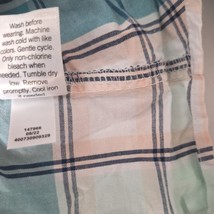 Wash before
wearing. Machine
wash cold with like
colors. Gentle cycle.
Only non-chlorine
bleach when
needed. Tumble dry
low. Remove
promptly. Cool iron
147966